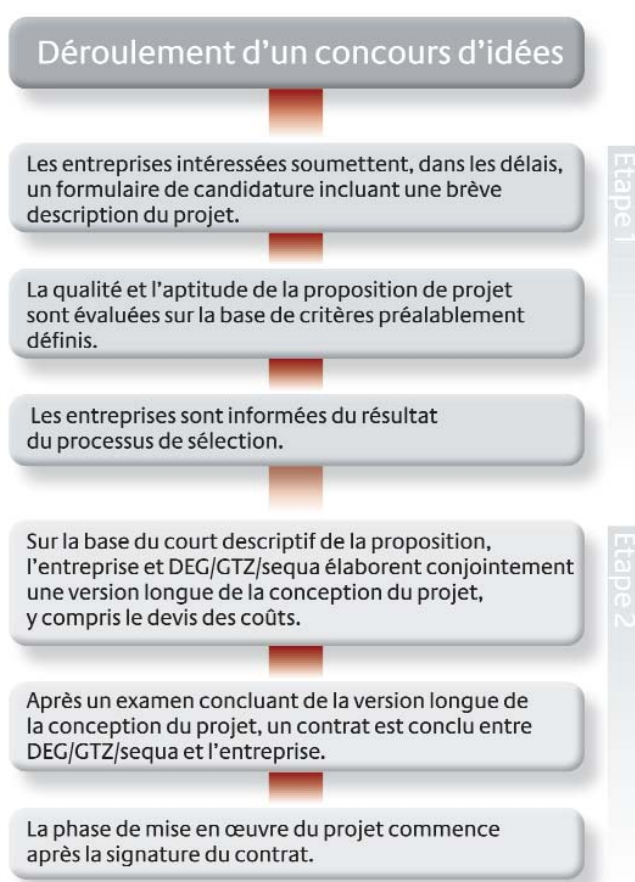 Déroulement d'un concours d'idées
Les entreprises intéressées soumettent, dans les délais,
un formulaire de candidature incluant une brève
description du projet.
Etape 1
La qualité et l'aptitude de la proposition de projet
sont évaluées sur la base de critères préalablement
définis.
Les entreprises sont informées du résultat
du processus de sélection.
Sur la base du court descriptif de la proposition,
l'entreprise et DEG/GTZ/sequa élaborent conjointement
une version longue de la conception du projet,
y compris le devis des coûts.
Etape 2
Après un examen concluant de la version longue de
la conception du projet, un contrat est conclu entre
DEG/GTZ/sequa et l'entreprise.
La phase de mise en œuvre du projet commence
après la signature du contrat.